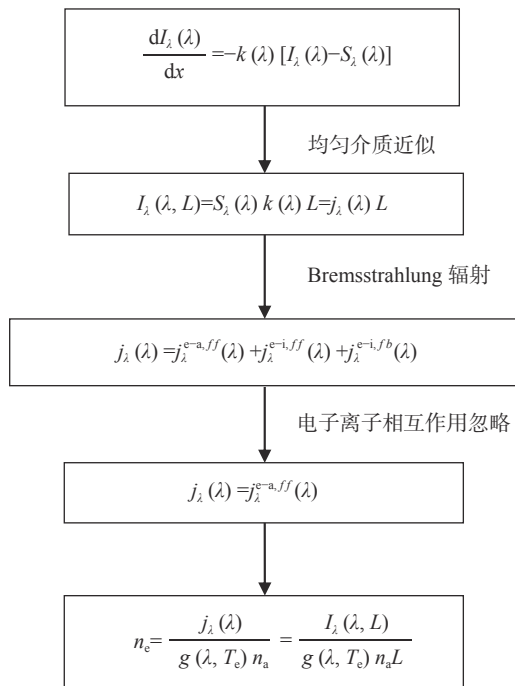 dI_λ(λ)/dx = −k(λ) [I_λ(λ)−S_λ(λ)]
均匀介质近似
I_λ(λ, L)=S_λ(λ) k(λ) L=j_λ(λ) L
Bremsstrahlung 辐射
j_λ(λ) =j_λ^{e−a, ff}(λ) +j_λ^{e−i, ff}(λ) +j_λ^{e−i, fb}(λ)
电子离子相互作用忽略
j_λ(λ) =j_λ^{e−a, ff}(λ)
n_e= j_λ(λ)/g(λ, T_e) n_a = I_λ(λ, L)/g(λ, T_e) n_aL